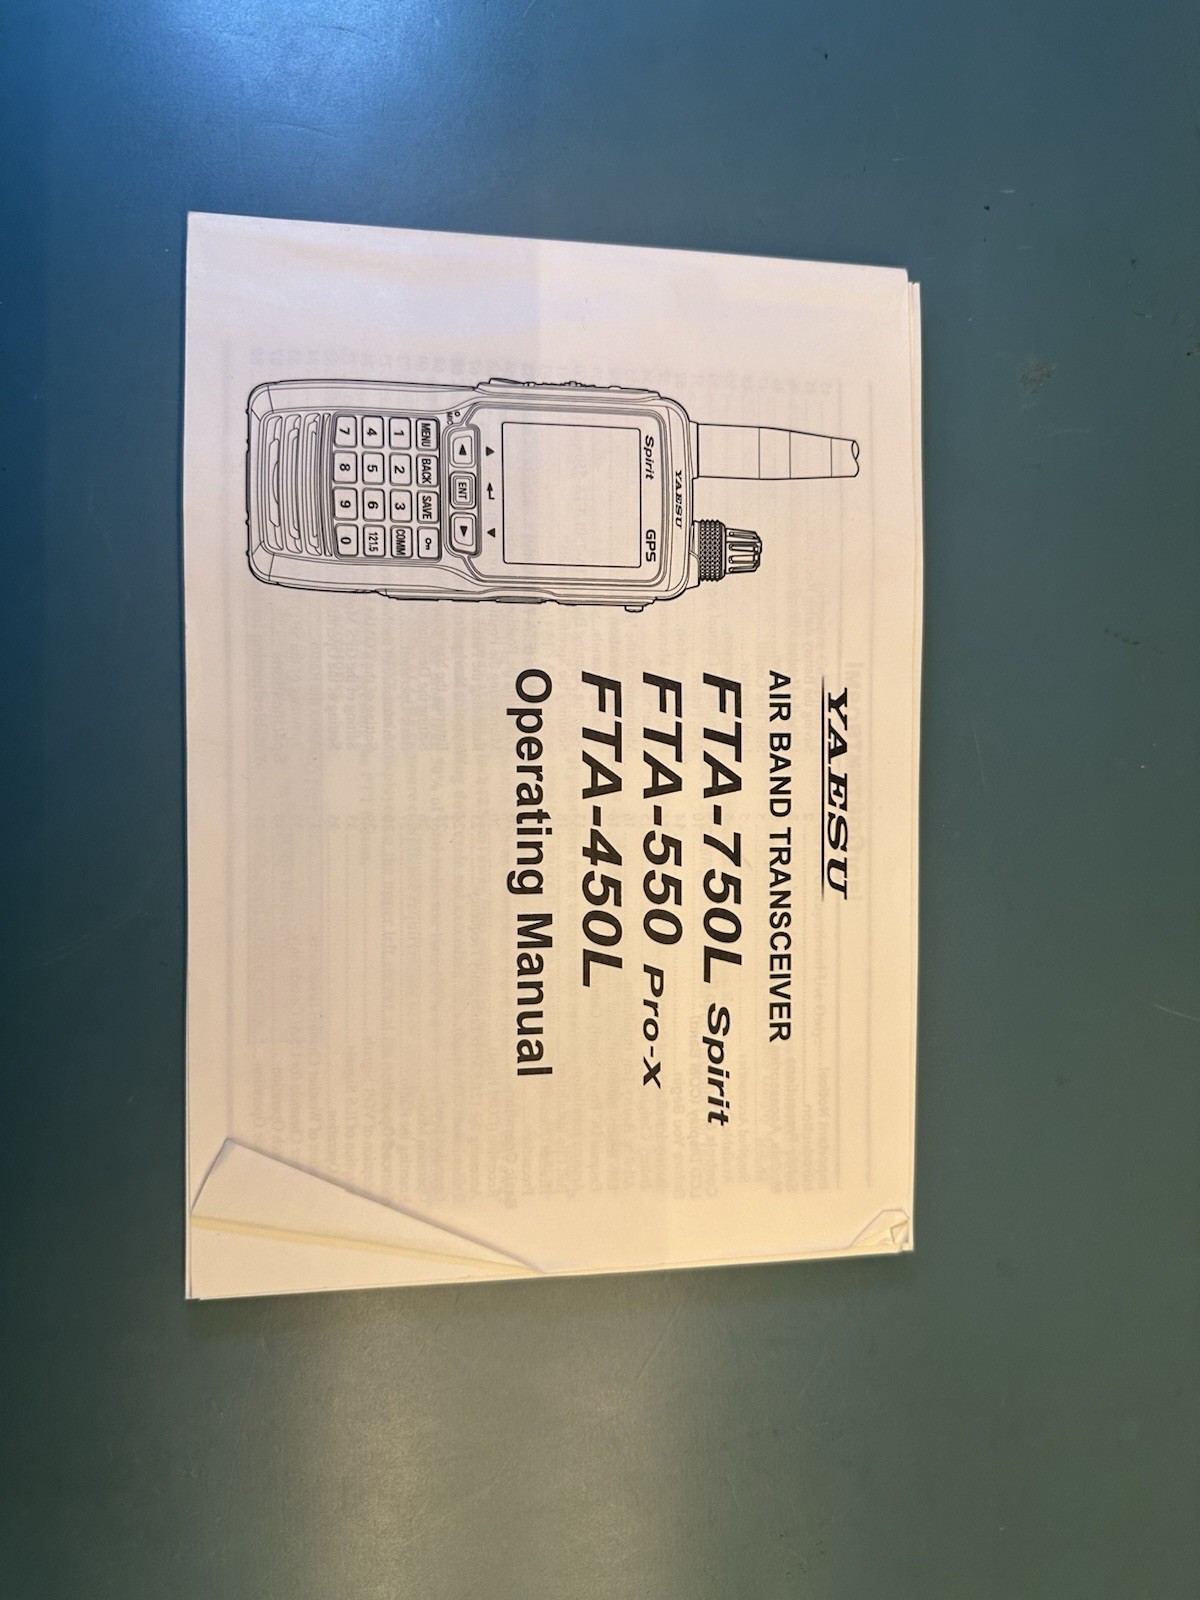 YAESU
AIR BAND TRANSCEIVER
FTA-750L Spirit
FTA-550 Pro-X
FTA-450L
Operating Manual
YAESU
Spirit GPS
MIC
ENT
MENU BACK SAVE
1 2 3 COMM
4 5 6 121.5
7 8 9 0